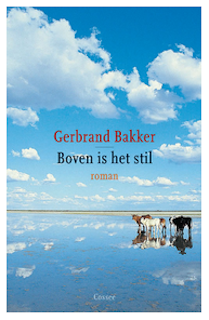 Gerbrand Bakker
Boven is het stil
roman
Cossee